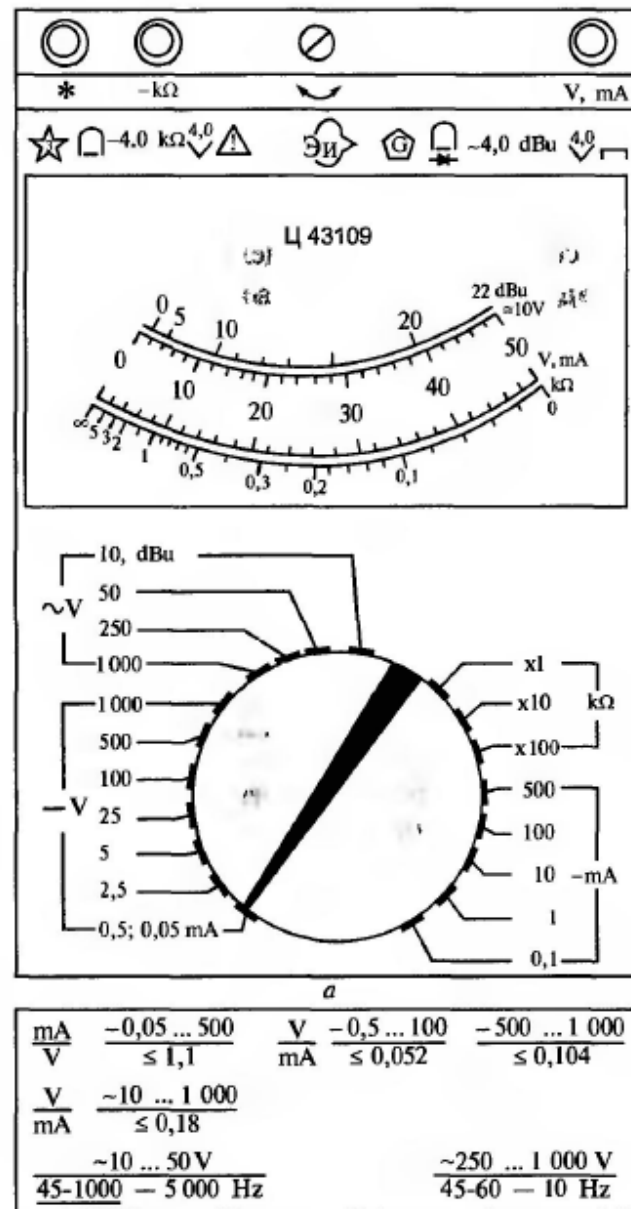 * −kΩ V, mA
3 −4.0 kΩ 4,0 ЭИ G ~4,0 dBu 4,0
Ц 43109
0 5 10 20 22 dBu
≃10V
0 10 20 30 40 50 V, mA
kΩ
∞ 5 3 2 1 0,5 0,3 0,2 0,1 0
10, dBu
50
~V
250
1000
1000
500
100
−V
25
5
2,5
0,5; 0,05 mA
x1
x10 kΩ
x100
500
100
10 −mA
1
0,1
а
mA −0,05 ... 500 V −0,5 ... 100 −500 ... 1 000
V ≤ 1,1 mA ≤ 0,052 ≤ 0,104
V ~10 ... 1 000
mA ≤ 0,18
~10 ... 50 V ~250 ... 1 000 V
45-1000 − 5 000 Hz 45-60 − 10 Hz